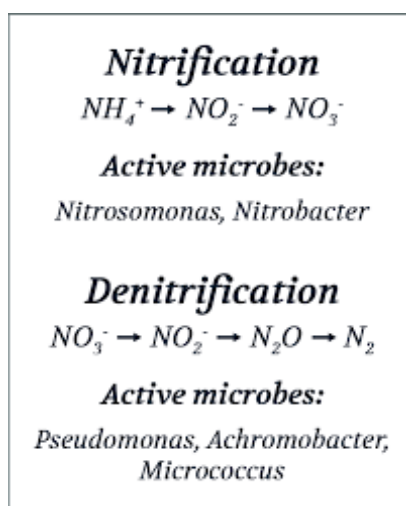 Nitrification
NH₄⁺ → NO₂⁻ → NO₃⁻
Active microbes:
Nitrosomonas, Nitrobacter
Denitrification
NO₃⁻ → NO₂⁻ → N₂O → N₂
Active microbes:
Pseudomonas, Achromobacter,
Micrococcus